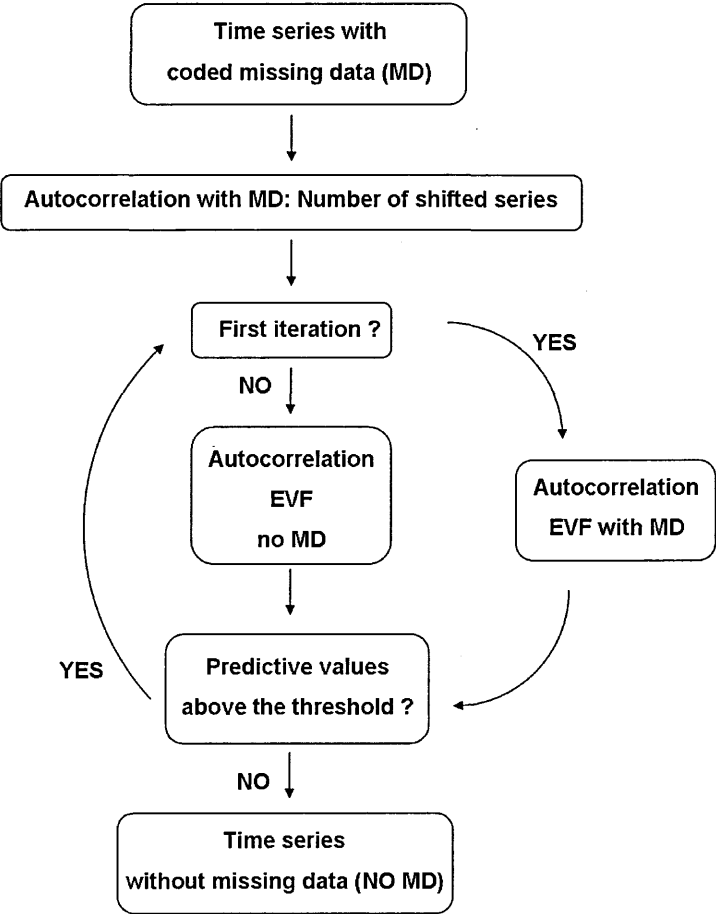 Time series with
coded missing data (MD)
Autocorrelation with MD: Number of shifted series
First iteration ?
YES
NO
Autocorrelation
EVF
no MD
Autocorrelation
EVF with MD
YES
Predictive values
above the threshold ?
NO
Time series
without missing data (NO MD)